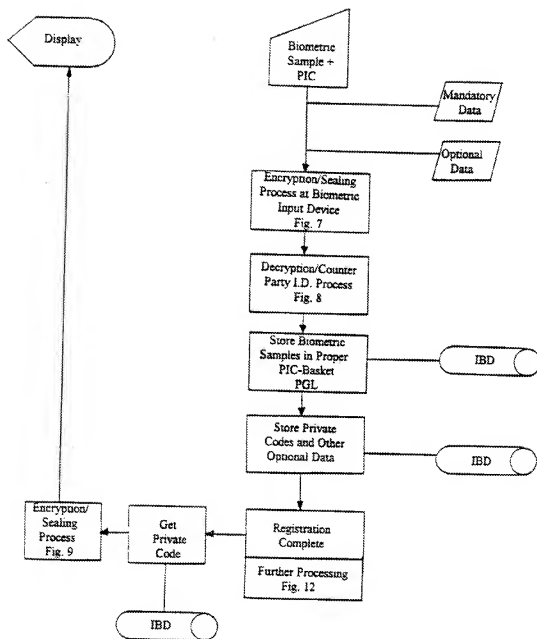 Display
Biometric
Sample +
PIC
Mandatory
Data
Optional
Data
Encryption/Sealing
Process at Biometric
Input Device
Fig. 7
Decryption/Counter
Party I.D. Process
Fig. 8
Store Biometric
Samples in Proper
PIC-Basket
PGL
IBD
Store Private
Codes and Other
Optional Data
IBD
Encryption/
Sealing
Process
Fig. 9
Get
Private
Code
Registration
Complete
Further Processing
Fig. 12
IBD